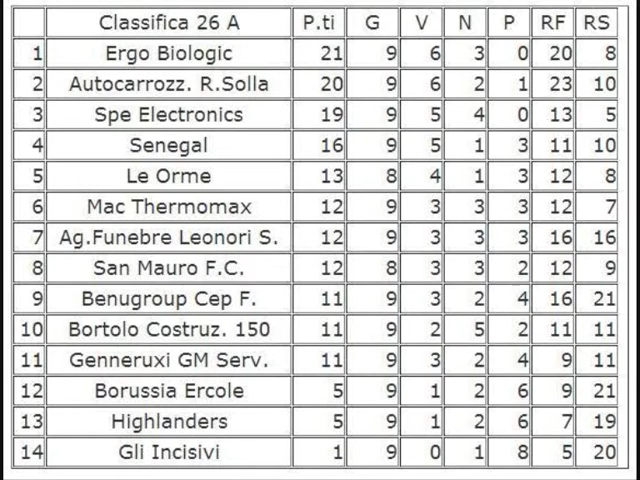 Classifica 26 A P.ti G V N P RF RS
1 Ergo Biologic 21 9 6 3 0 20 8
2 Autocarrozz. R.Solla 20 9 6 2 1 23 10
3 Spe Electronics 19 9 5 4 0 13 5
4 Senegal 16 9 5 1 3 11 10
5 Le Orme 13 8 4 1 3 12 8
6 Mac Thermomax 12 9 3 3 3 12 7
7 Ag.Funebre Leonori S. 12 9 3 3 3 16 16
8 San Mauro F.C. 12 8 3 3 2 12 9
9 Benugroup Cep F. 11 9 3 2 4 16 21
10 Bortolo Costruz. 150 11 9 2 5 2 11 11
11 Genneruxi GM Serv. 11 9 3 2 4 9 11
12 Borussia Ercole 5 9 1 2 6 9 21
13 Highlanders 5 9 1 2 6 7 19
14 Gli Incisivi 1 9 0 1 8 5 20